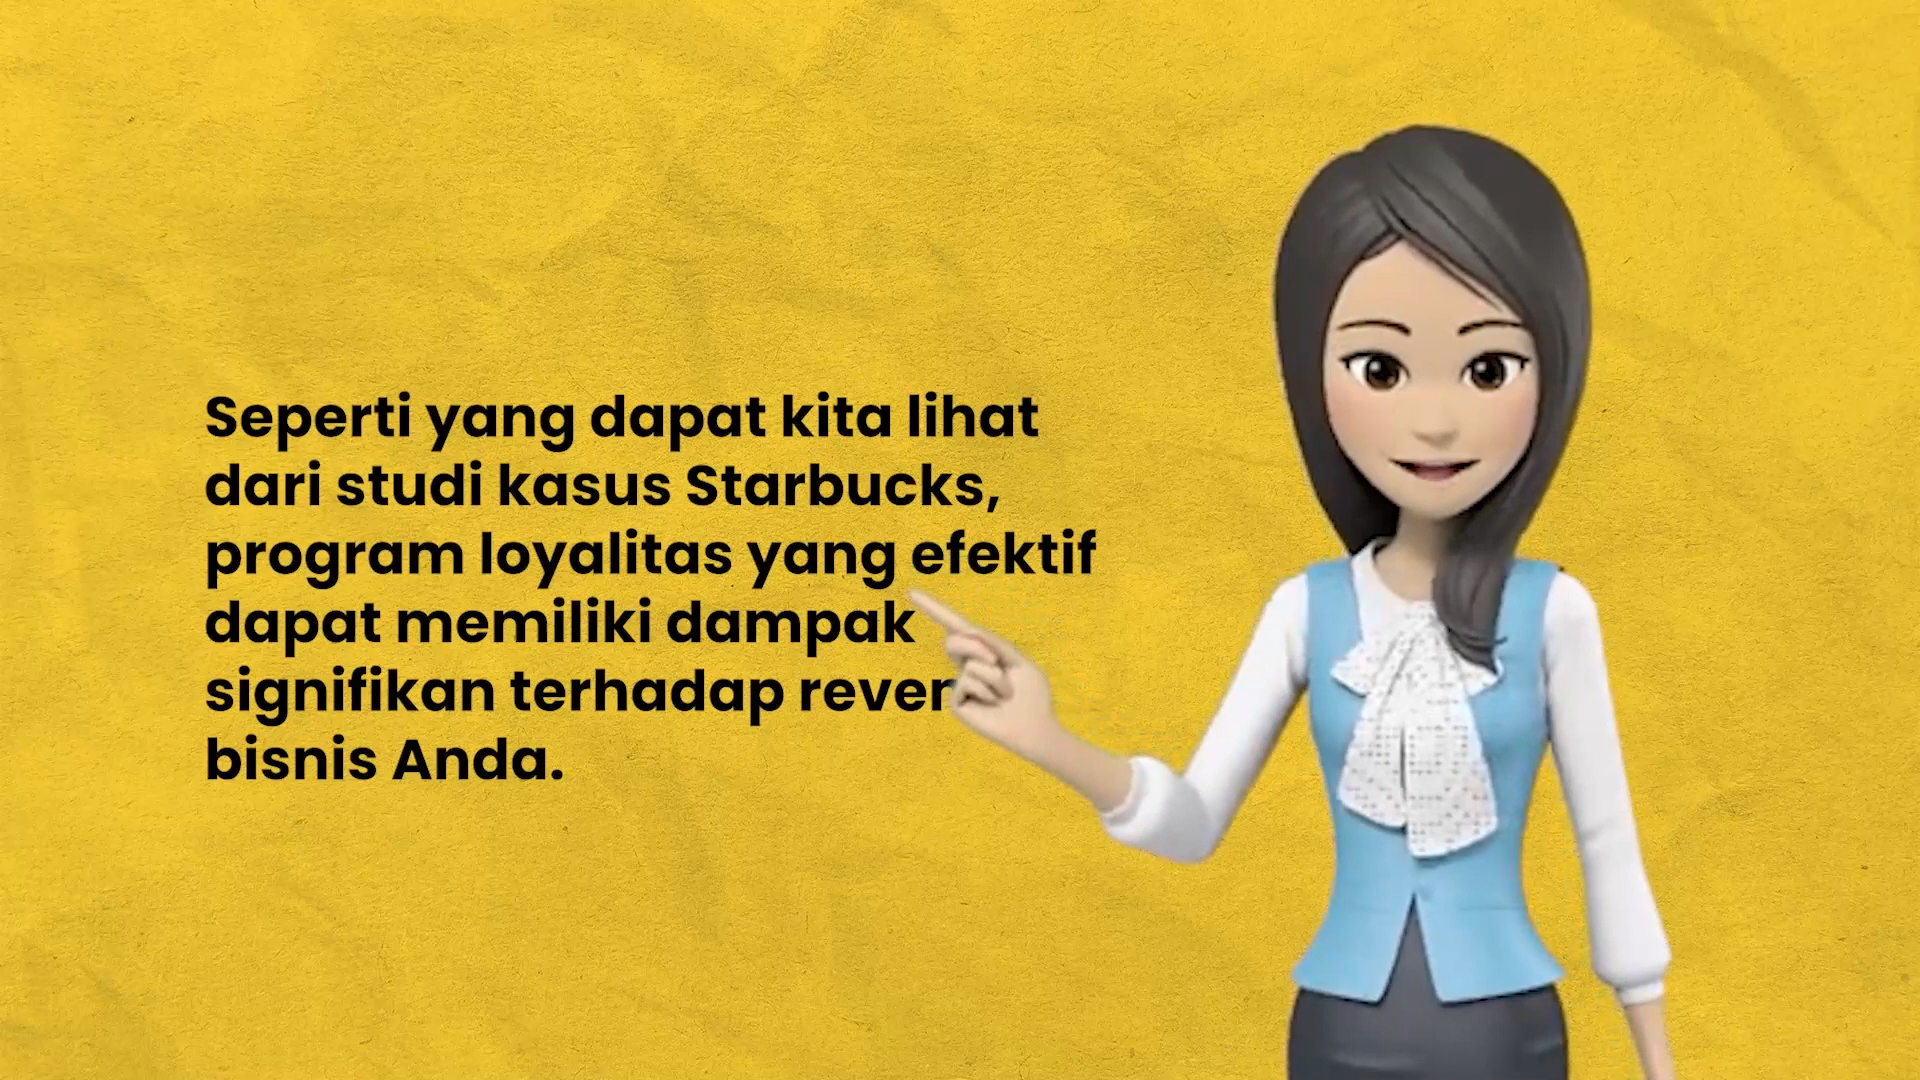 Seperti yang dapat kita lihat
dari studi kasus Starbucks,
program loyalitas yang efektif
dapat memiliki dampak
signifikan terhadap
bisnis Anda.